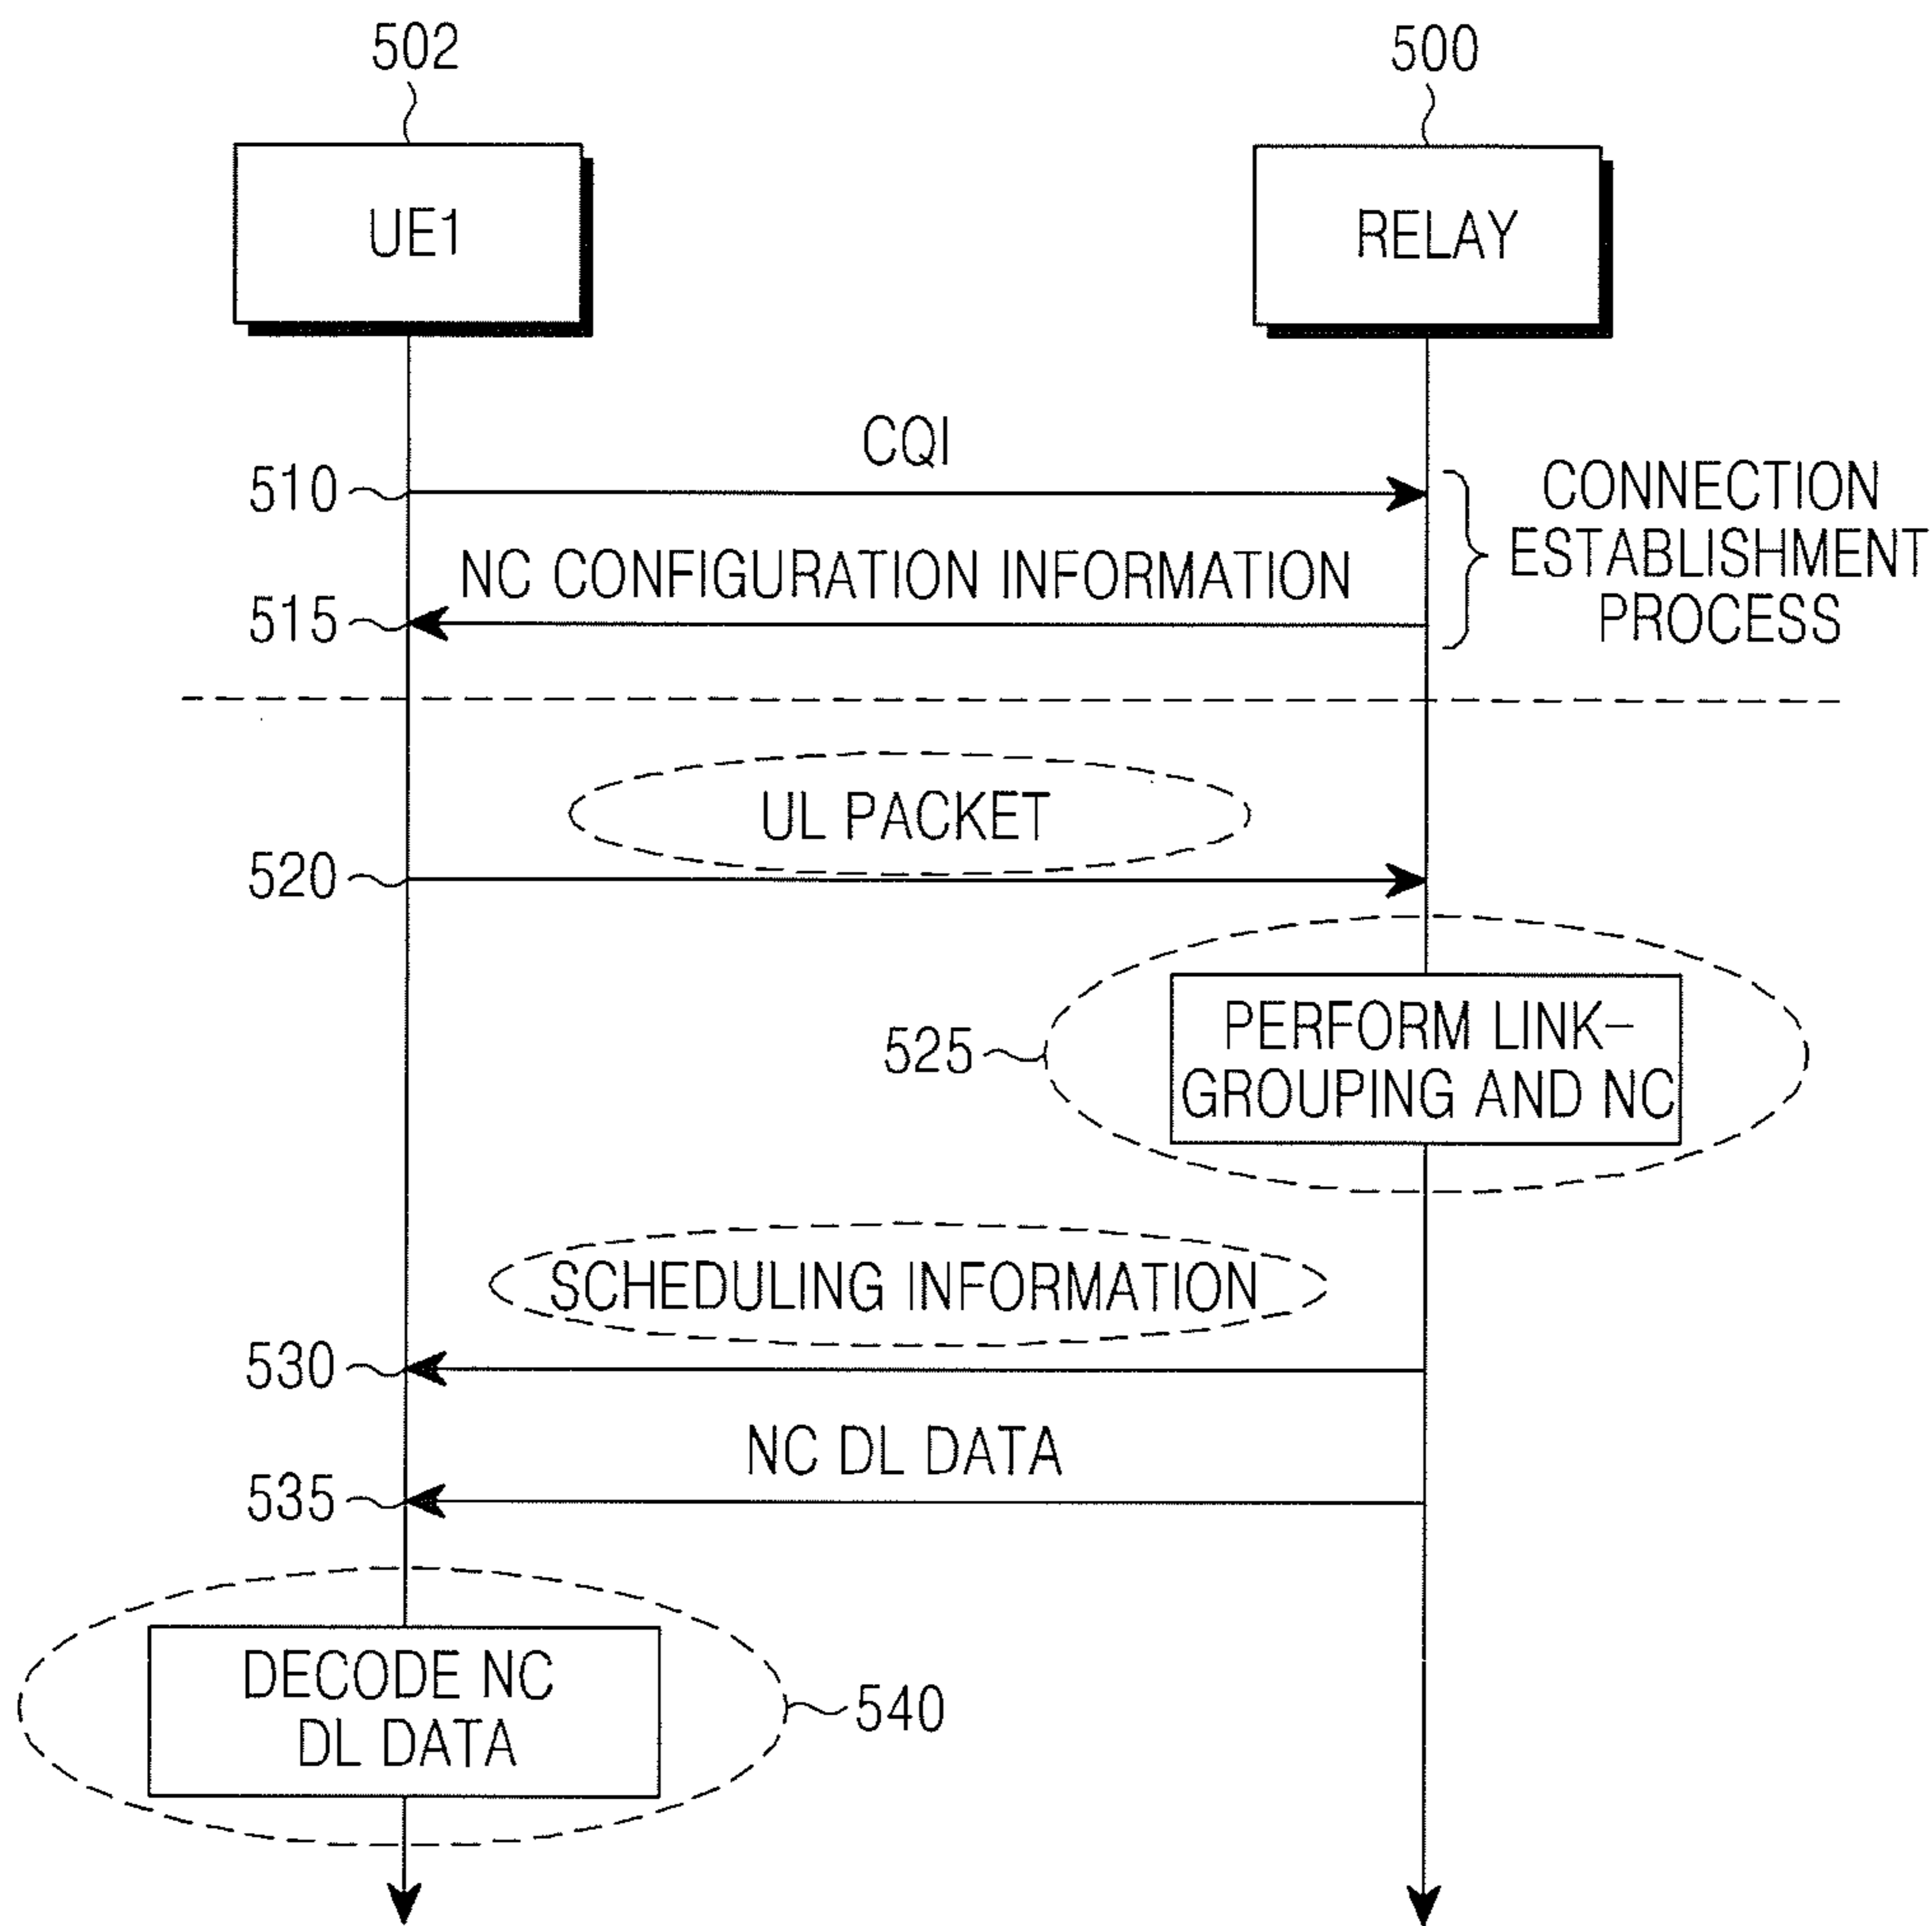 502
500
UE1
RELAY
CQI
510
NC CONFIGURATION INFORMATION
515
CONNECTION
ESTABLISHMENT
PROCESS
UL PACKET
520
525
PERFORM LINK-
GROUPING AND NC
SCHEDULING INFORMATION
530
NC DL DATA
535
DECODE NC
DL DATA
540